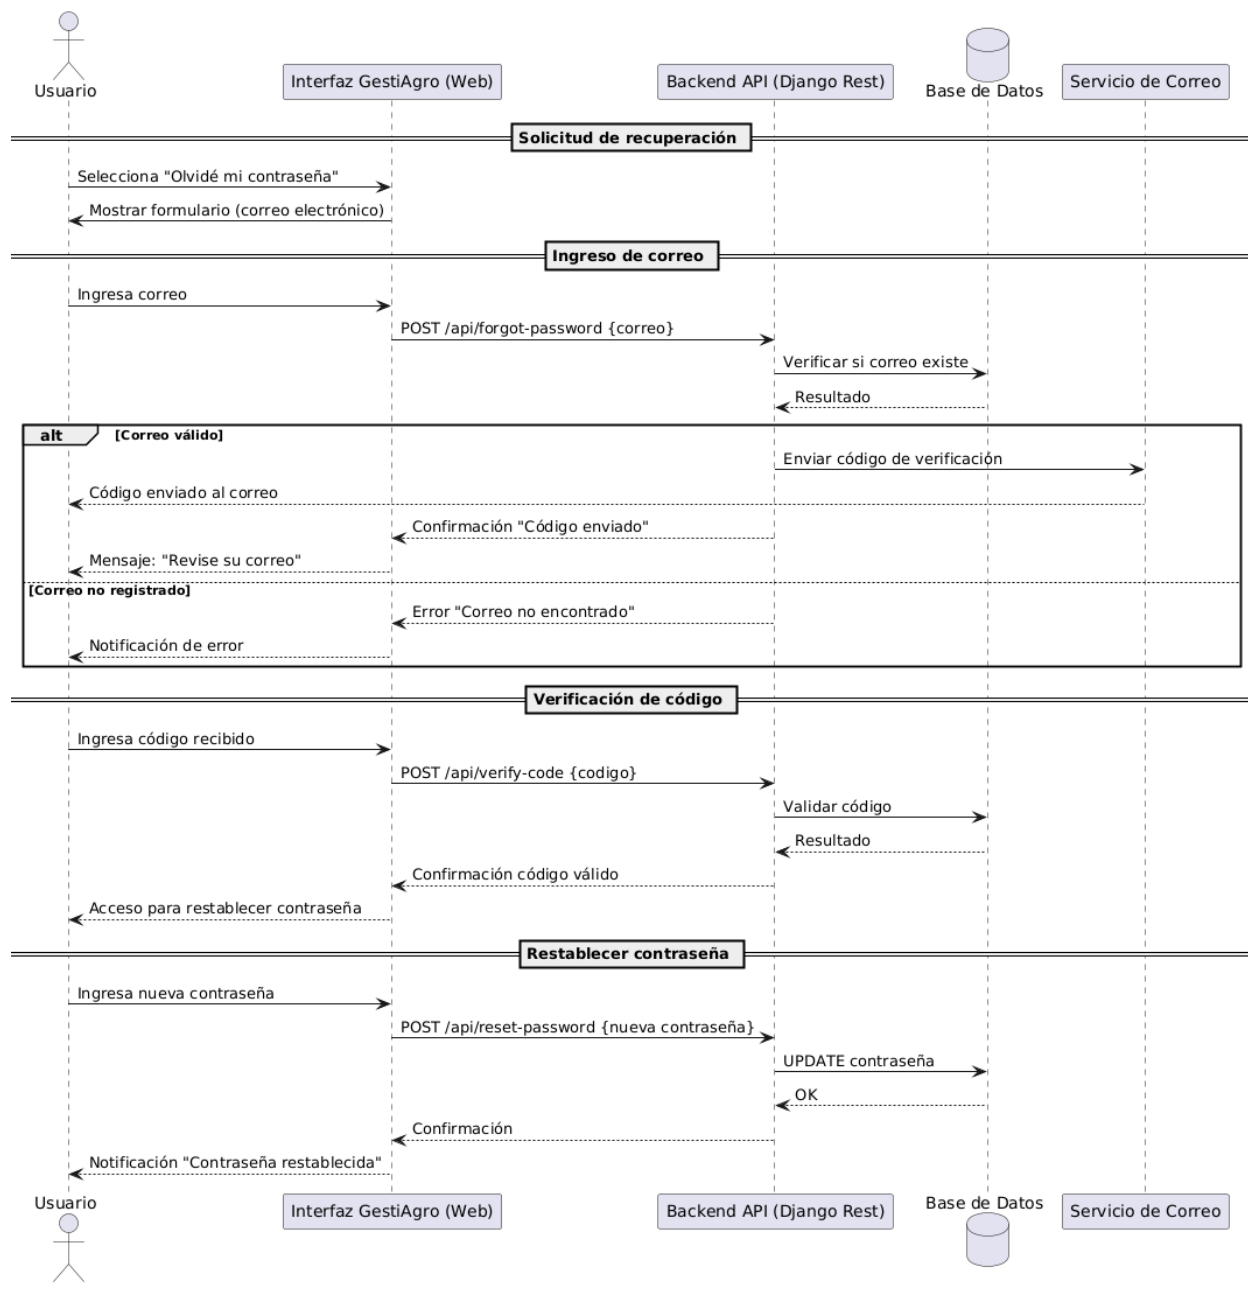 Usuario
Interfaz GestiAgro (Web)
Backend API (Django Rest)
Base de Datos
Servicio de Correo
Solicitud de recuperación
Selecciona "Olvidé mi contraseña"
Mostrar formulario (correo electrónico)
Ingreso de correo
Ingresa correo
POST /api/forgot-password {correo}
Verificar si correo existe
Resultado
alt
[Correo válido]
Enviar código de verificación
Código enviado al correo
Confirmación "Código enviado"
Mensaje: "Revise su correo"
[Correo no registrado]
Error "Correo no encontrado"
Notificación de error
Verificación de código
Ingresa código recibido
POST /api/verify-code {codigo}
Validar código
Resultado
Confirmación código válido
Acceso para restablecer contraseña
Restablecer contraseña
Ingresa nueva contraseña
POST /api/reset-password {nueva contraseña}
UPDATE contraseña
OK
Confirmación
Notificación "Contraseña restablecida"
Usuario
Interfaz GestiAgro (Web)
Backend API (Django Rest)
Base de Datos
Servicio de Correo